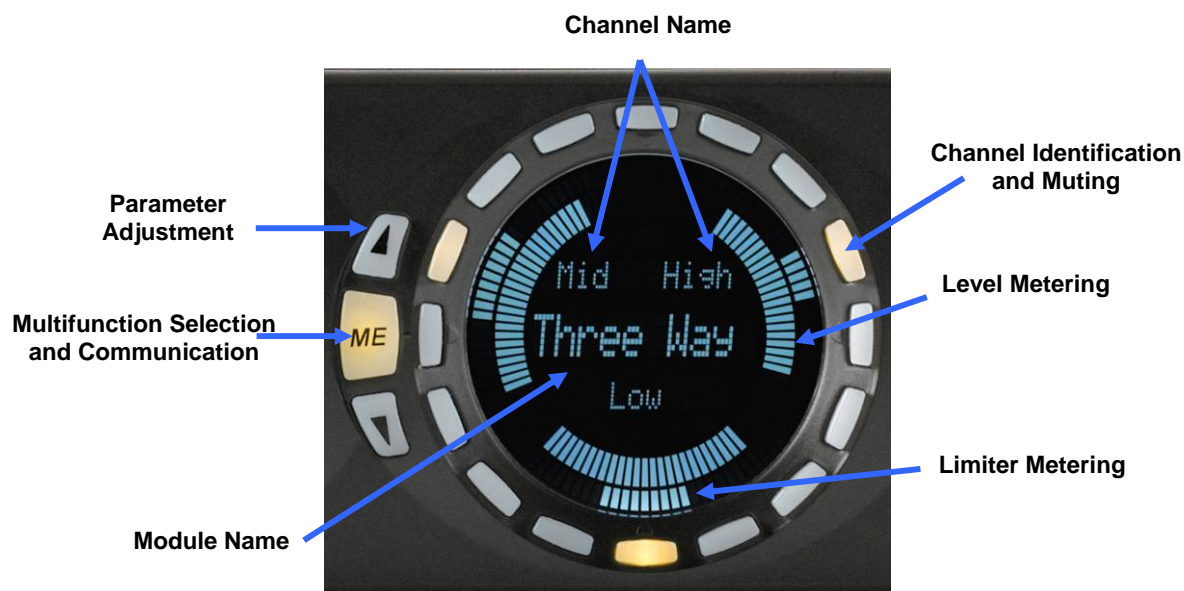 Channel Name
Channel Identification
and Muting
Parameter
Adjustment
Mid High
Level Metering
Multifunction Selection
and Communication
ME
Three Way
Low
Limiter Metering
Module Name